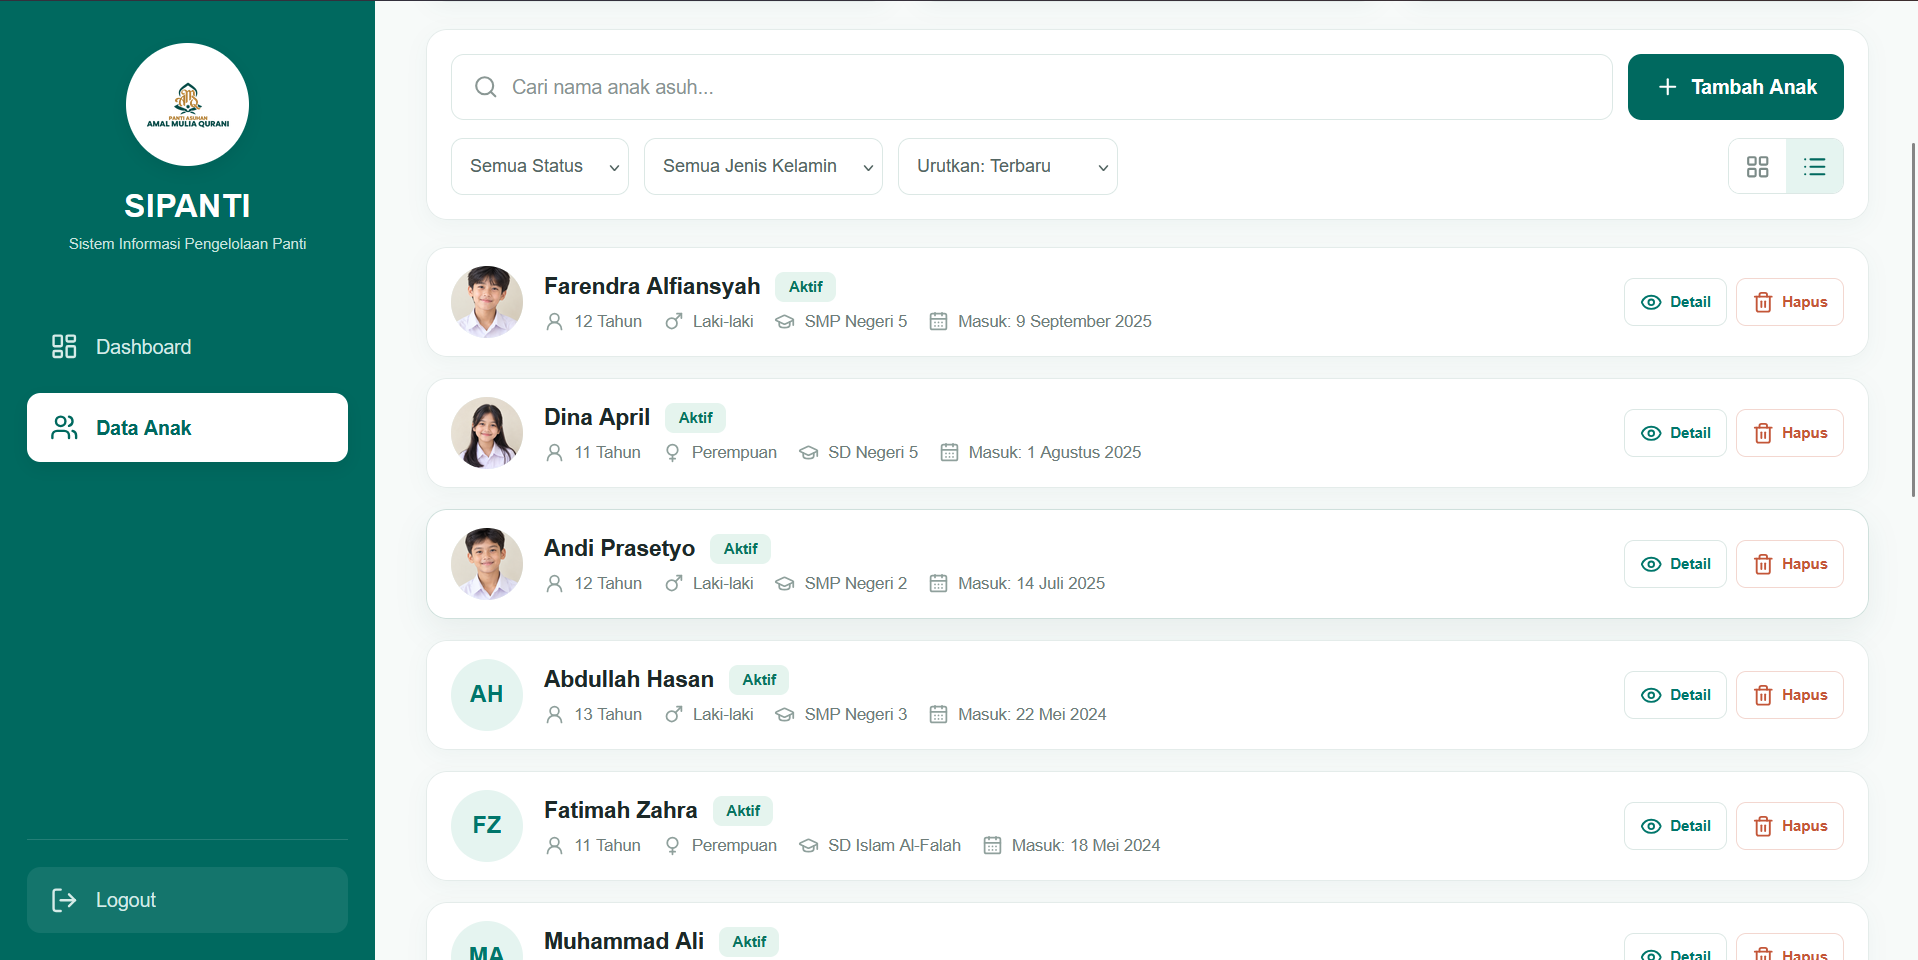 PANTI ASUHAN
AMAL MULIA QURANI
SIPANTI
Sistem Informasi Pengelolaan Panti
Dashboard
Data Anak
Logout
Cari nama anak asuh...
Tambah Anak
Semua Status
Semua Jenis Kelamin
Urutkan: Terbaru
Farendra Alfiansyah Aktif
12 Tahun Laki-laki SMP Negeri 5 Masuk: 9 September 2025
Detail Hapus
Dina April Aktif
11 Tahun Perempuan SD Negeri 5 Masuk: 1 Agustus 2025
Detail Hapus
Andi Prasetyo Aktif
12 Tahun Laki-laki SMP Negeri 2 Masuk: 14 Juli 2025
Detail Hapus
AH
Abdullah Hasan Aktif
13 Tahun Laki-laki SMP Negeri 3 Masuk: 22 Mei 2024
Detail Hapus
FZ
Fatimah Zahra Aktif
11 Tahun Perempuan SD Islam Al-Falah Masuk: 18 Mei 2024
Detail Hapus
MA
Muhammad Ali Aktif
Detail Hapus